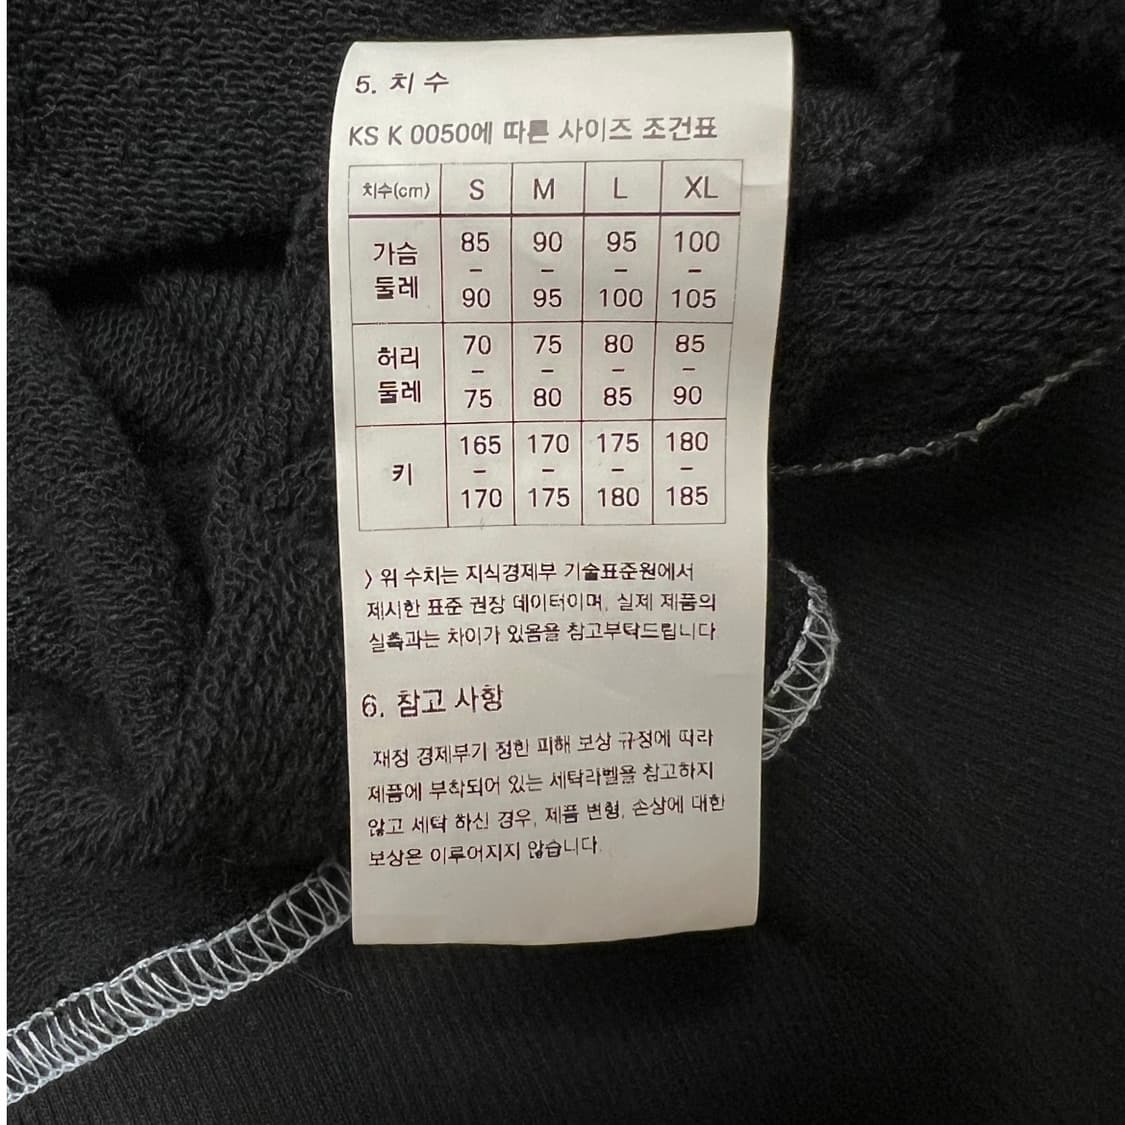 5. 치 수
KS K 0050에 따른 사이즈 조건표
치수(cm) S M L XL
가슴 둘레 85 - 90 90 - 95 95 - 100 100 - 105
허리 둘레 70 - 75 75 - 80 80 - 85 85 - 90
키 165 - 170 170 - 175 175 - 180 180 - 185
> 위 수치는 지식경제부 기술표준원에서
제시한 표준 권장 데이터이며, 실제 제품의
실측과는 차이가 있음을 참고부탁드립니다
6. 참고 사항
재정 경제부기 정한 피해 보상 규정에 따라
제품에 부착되어 있는 세탁라벨을 참고하지
않고 세탁 하신 경우, 제품 변형, 손상에 대한
보상은 이루어지지 않습니다.